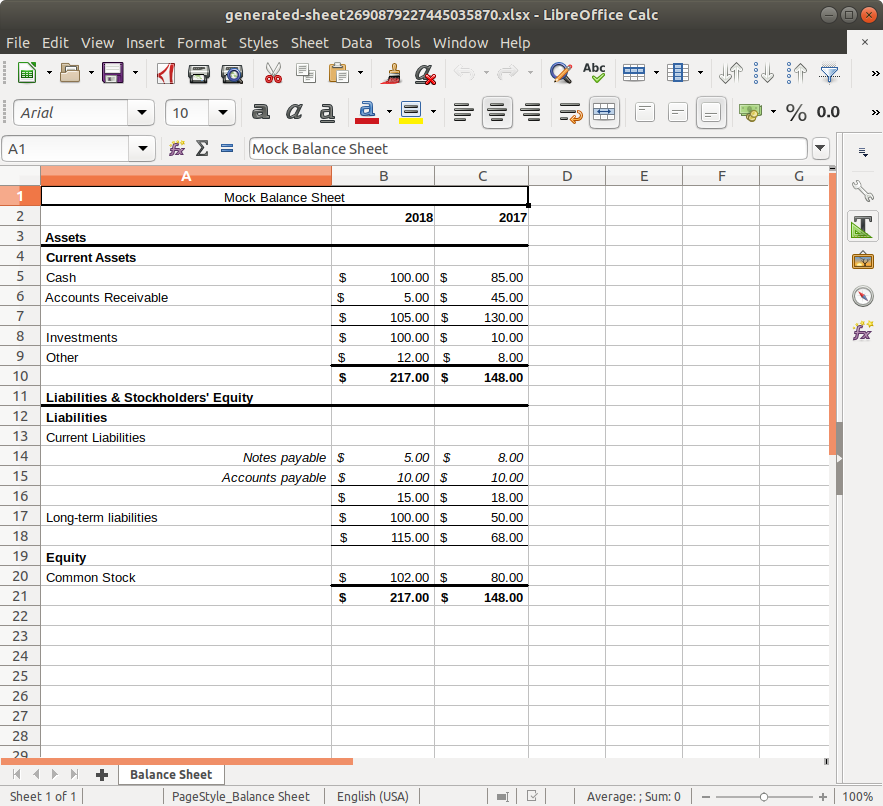 generated-sheet2690879227445035870.xlsx - LibreOffice Calc
File Edit View Insert Format Styles Sheet Data Tools Window Help
Abc
Arial 10 a a a a % 0.0
A1 fx Σ = Mock Balance Sheet
A B C D E F G
1 Mock Balance Sheet
2 2018 2017
3 Assets
4 Current Assets
5 Cash $ 100.00 $ 85.00
6 Accounts Receivable $ 5.00 $ 45.00
7 $ 105.00 $ 130.00
8 Investments $ 100.00 $ 10.00
9 Other $ 12.00 $ 8.00
10 $ 217.00 $ 148.00
11 Liabilities & Stockholders' Equity
12 Liabilities
13 Current Liabilities
14 Notes payable $ 5.00 $ 8.00
15 Accounts payable $ 10.00 $ 10.00
16 $ 15.00 $ 18.00
17 Long-term liabilities $ 100.00 $ 50.00
18 $ 115.00 $ 68.00
19 Equity
20 Common Stock $ 102.00 $ 80.00
21 $ 217.00 $ 148.00
22
23
24
25
26
27
28
29
Balance Sheet
Sheet 1 of 1 PageStyle_Balance Sheet English (USA) Average: ; Sum: 0 100%